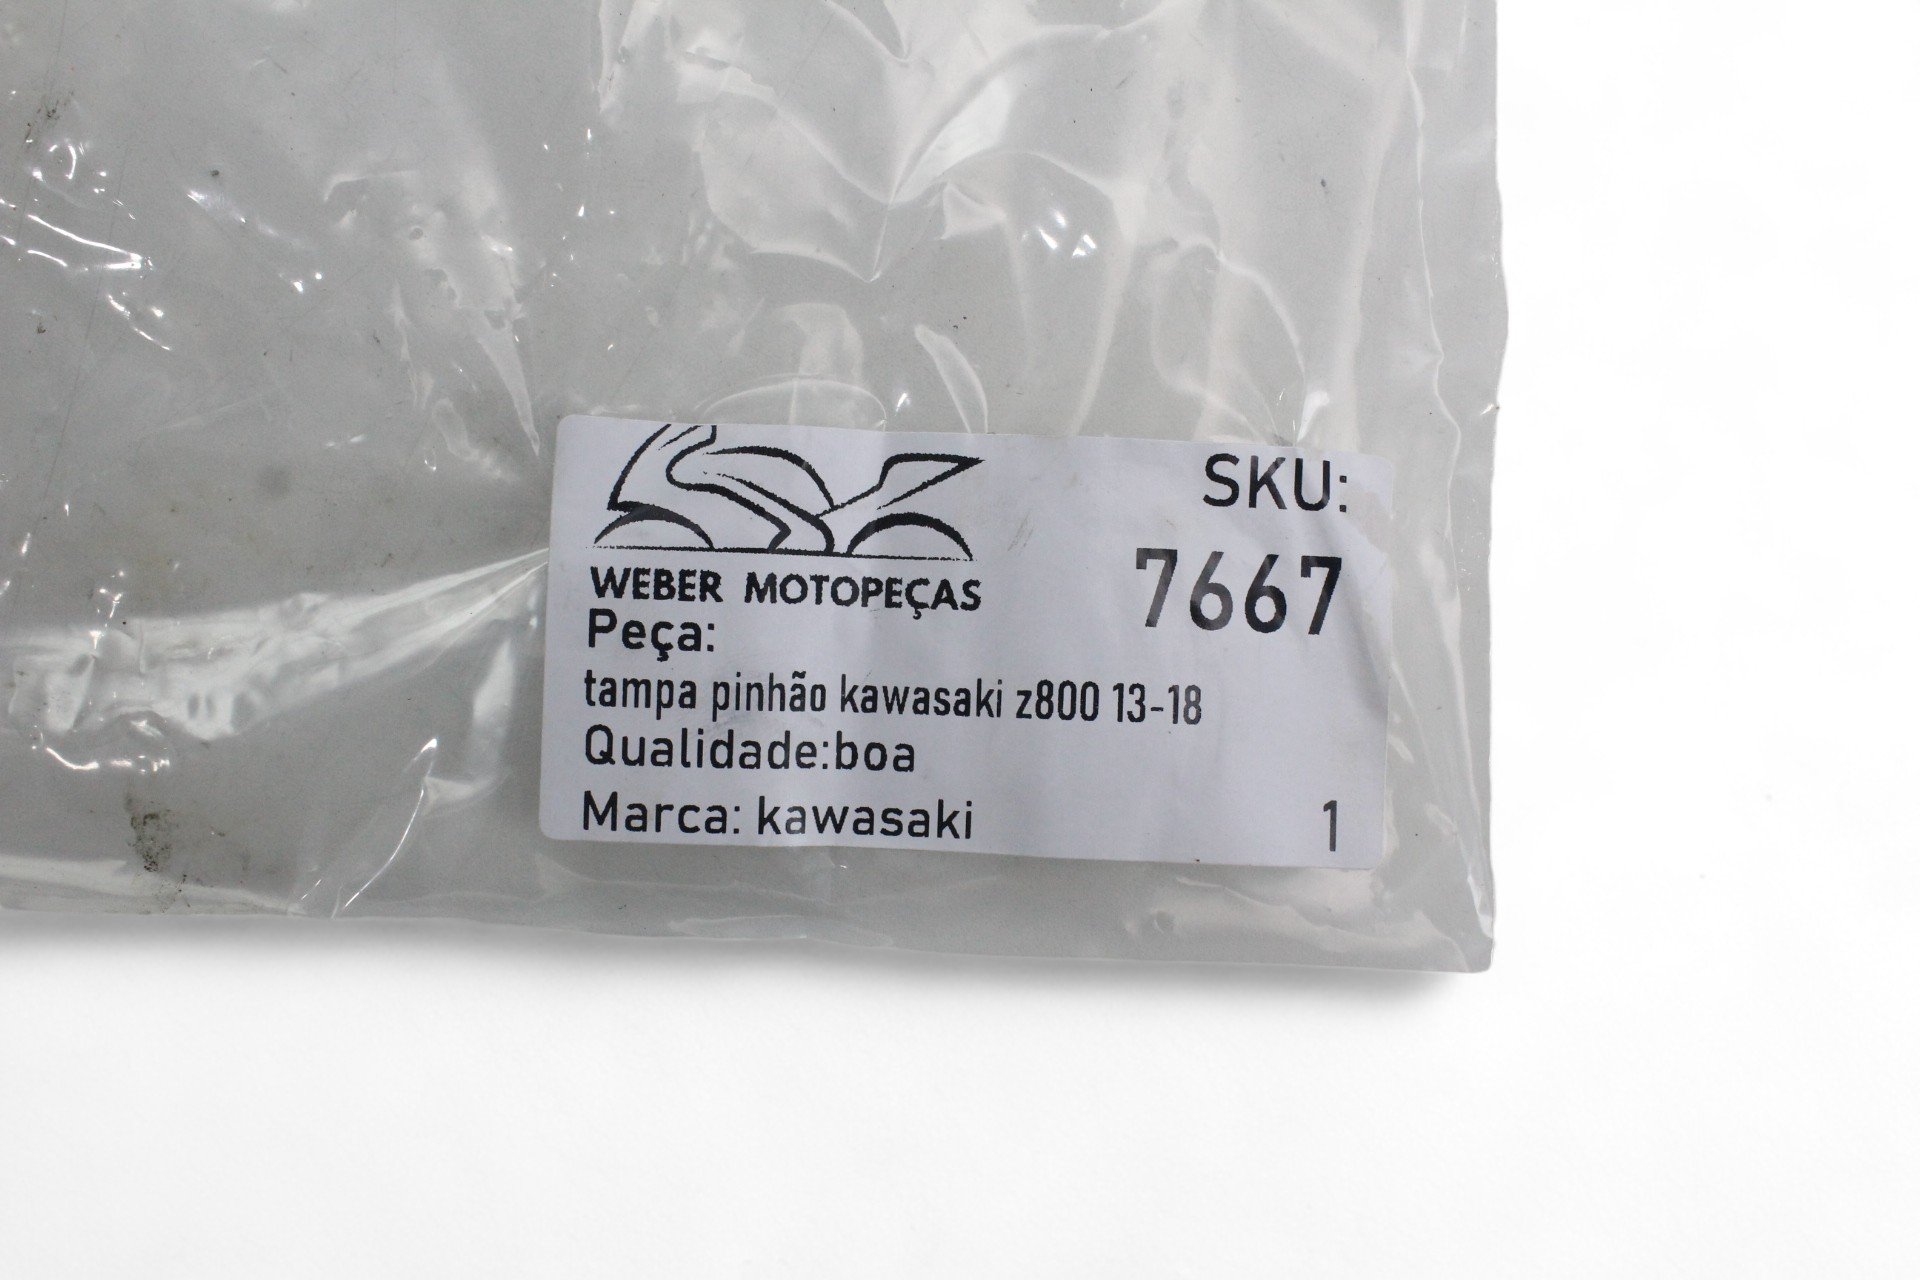 SKU:
7667
WEBER MOTOPEÇAS
Peça:
tampa pinhão kawasaki z800 13-18
Qualidade:boa
Marca: kawasaki
1